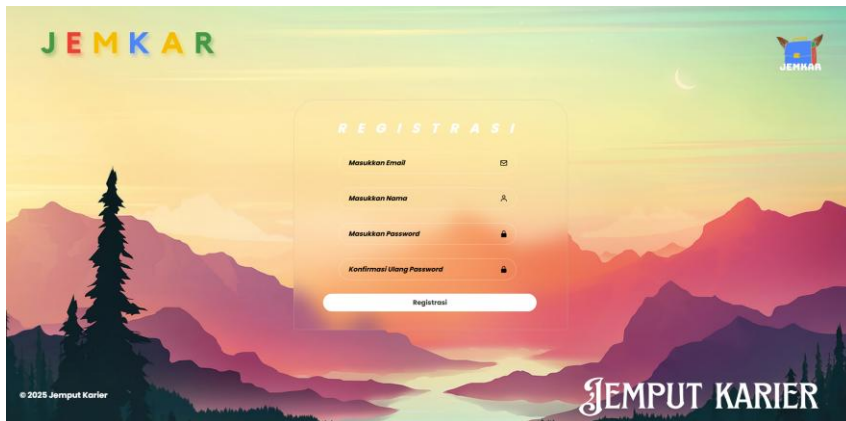 JEMKAR
JEMKAR
REGISTRASI
Masukkan Email
Masukkan Nama
Masukkan Password
Konfirmasi Ulang Password
Registrasi
© 2025 Jemput Karier
JEMPUT KARIER